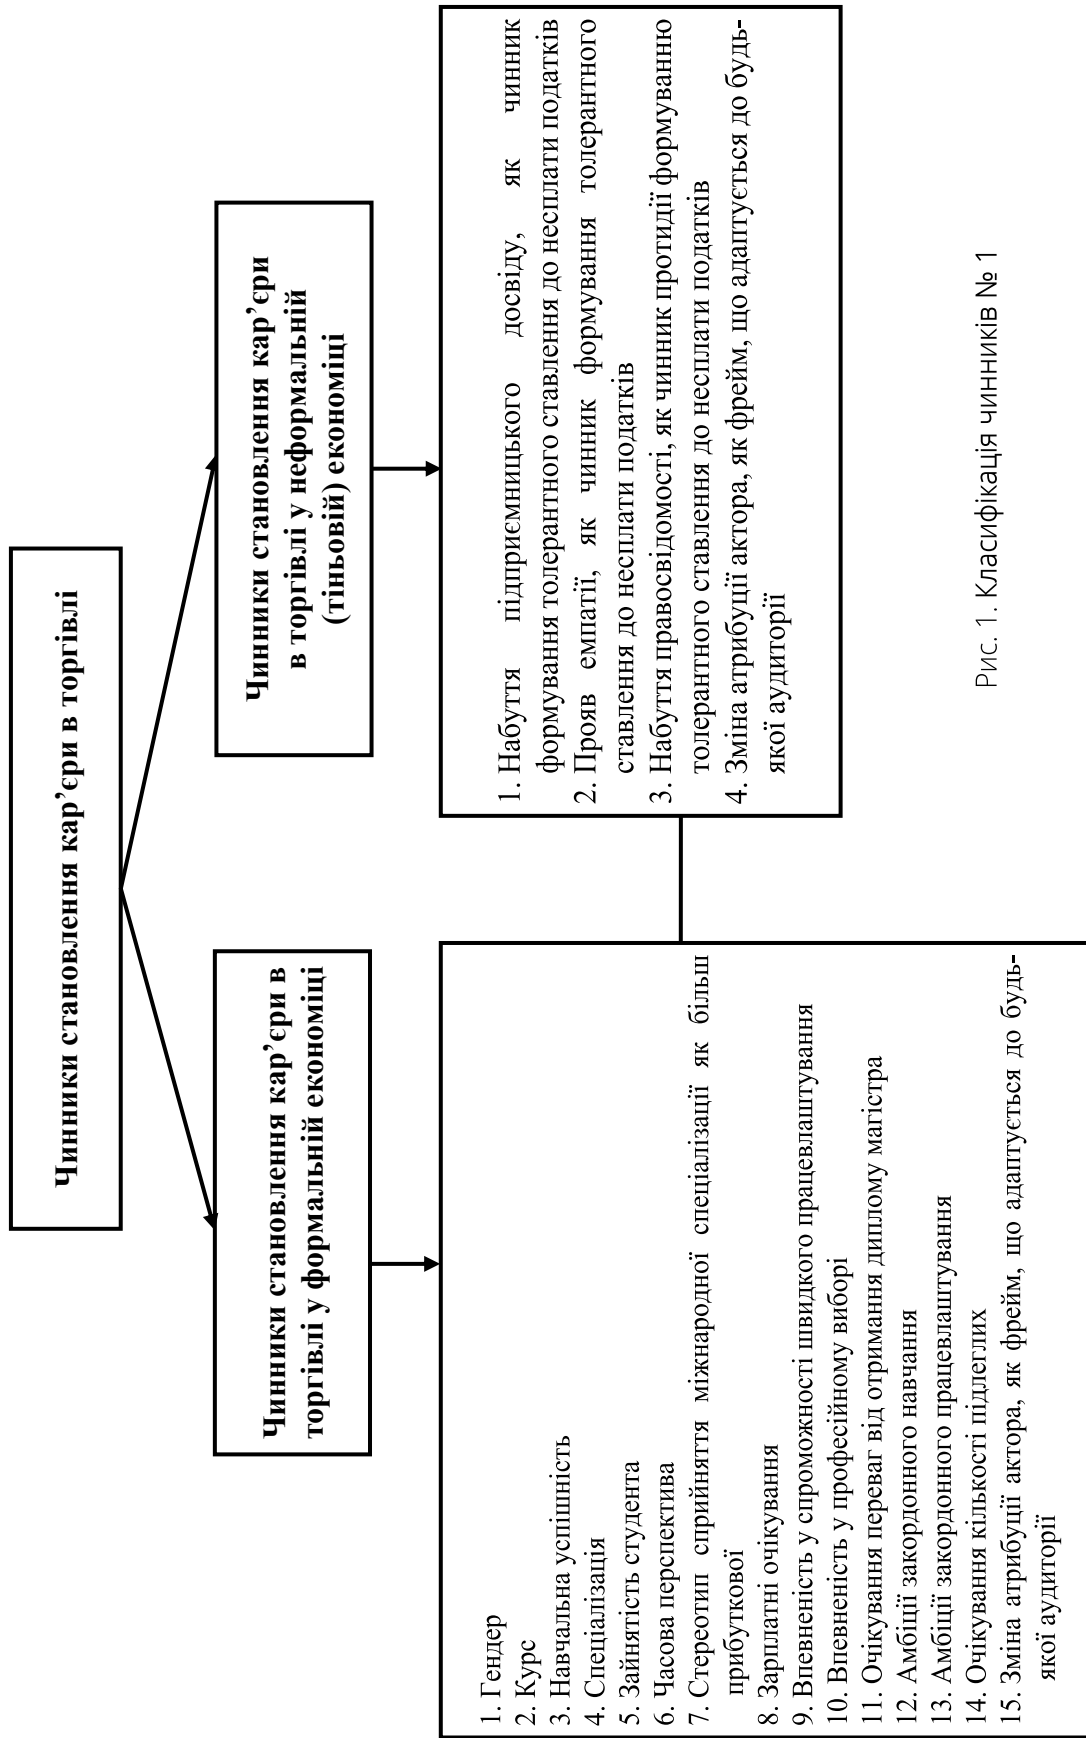 Чинники становлення кар’єри в торгівлі
Чинники становлення кар’єри в
торгівлі у формальній економіці
Чинники становлення кар’єри
в торгівлі у неформальній
(тіньовій) економіці
1. Гендер
2. Курс
3. Навчальна успішність
4. Спеціалізація
5. Зайнятість студента
6. Часова перспектива
7. Стереотип сприйняття міжнародної спеціалізації як більш
прибуткової
8. Зарплатні очікування
9. Впевненість у спроможності швидкого працевлаштування
10. Впевненість у професійному виборі
11. Очікування переваг від отримання диплому магістра
12. Амбіції закордонного навчання
13. Амбіції закордонного працевлаштування
14. Очікування кількості підлеглих
15. Зміна атрибуції актора, як фрейм, що адаптується до будь-
якої аудиторії
1. Набуття підприємницького досвіду, як чинник
формування толерантного ставлення до несплати податків
2. Прояв емпатії, як чинник формування толерантного
ставлення до несплати податків
3. Набуття правосвідомості, як чинник протидії формуванню
толерантного ставлення до несплати податків
4. Зміна атрибуції актора, як фрейм, що адаптується до будь-
якої аудиторії
Рис. 1. Класифікація чинників № 1